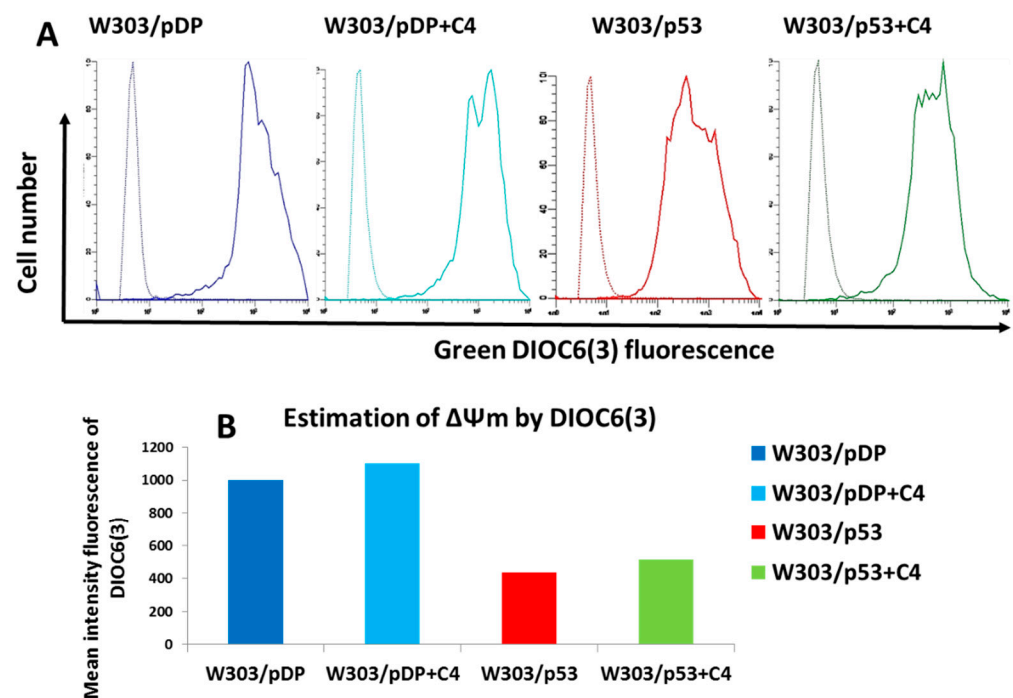 A
W303/pDP
W303/pDP+C4
W303/p53
W303/p53+C4
Cell number
Green DIOC6(3) fluorescence
B
Estimation of ΔΨm by DIOC6(3)
Mean intensity fluorescence of
DIOC6(3)
1200
1000
800
600
400
200
0
W303/pDP
W303/pDP+C4
W303/p53
W303/p53+C4
W303/pDP
W303/pDP+C4
W303/p53
W303/p53+C4